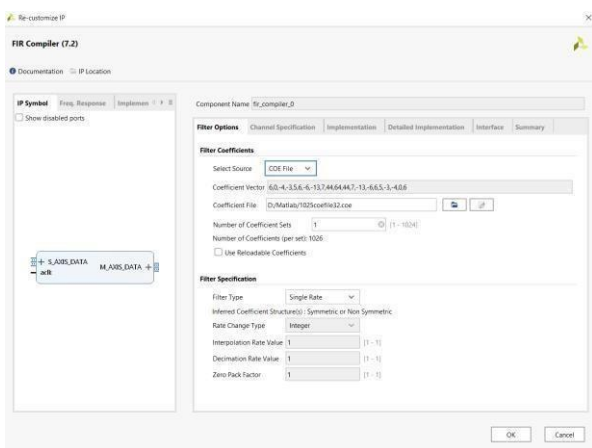 Re-customize IP
FIR Compiler (7.2)
Documentation IP Location
IP Symbol Freq. Response Implemen
Show disabled ports
S_AXIS_DATA
M_AXIS_DATA
aclk
Component Name fir_compiler_0
Filter Options Channel Specification Implementation Detailed Implementation Interface Summary
Filter Coefficients
Select Source COE File
Coefficient Vector 6,0,-4,-3,5,6,-6,-13,7,44,64,44,7,-13,-6,6,5,-3,-4,0,6
Coefficient File D:/Matlab/1025coefile32.coe
Number of Coefficient Sets 1 [1 - 1024]
Number of Coefficients (per set): 1026
Use Reloadable Coefficients
Filter Specification
Filter Type Single Rate
Inferred Coefficient Structure(s) : Symmetric or Non Symmetric
Rate Change Type Integer
Interpolation Rate Value 1 [1 - 1]
Decimation Rate Value 1 [1 - 1]
Zero Pack Factor 1 [1 - 1]
OK Cancel